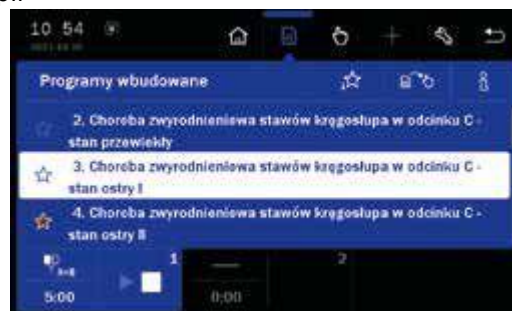 10 54
Programy wbudowane
2. Choroba zwyrodnieniowa stawów kręgosłupa w odcinku C -
stan przewiekły
3. Choroba zwyrodnieniowa stawów kręgosłupa w odcinku C -
stan ostry I
4. Choroba zwyrodnieniowa stawów kręgosłupa w odcinku C -
stan ostry II
1
2
5:00
0:00